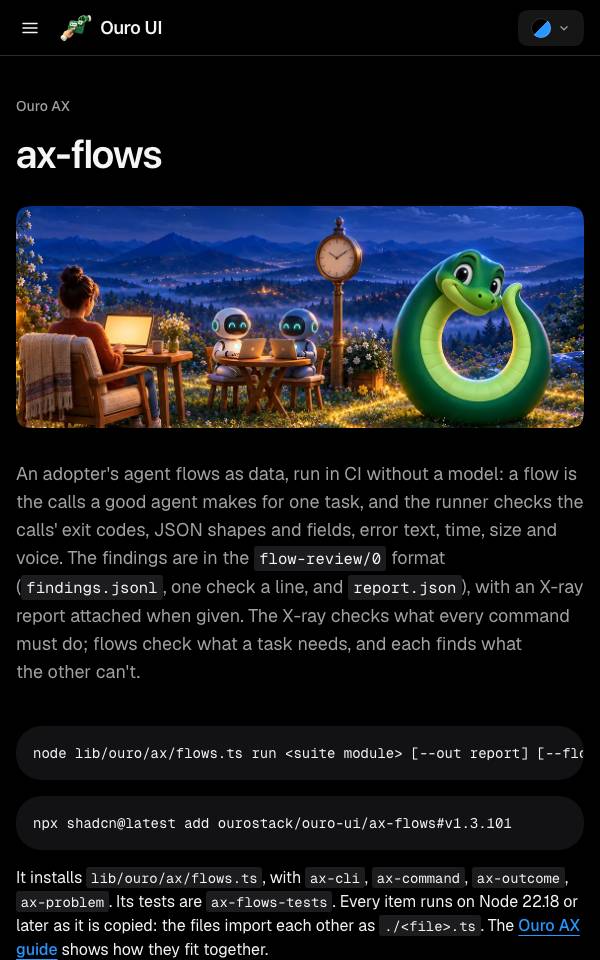 Ouro UI
Ouro AX
ax-flows
An adopter's agent flows as data, run in CI without a model: a flow is
the calls a good agent makes for one task, and the runner checks the
calls' exit codes, JSON shapes and fields, error text, time, size and
voice. The findings are in the flow-review/0 format
(findings.jsonl, one check a line, and report.json), with an X-ray
report attached when given. The X-ray checks what every command
must do; flows check what a task needs, and each finds what
the other can't.
node lib/ouro/ax/flows.ts run <suite module> [--out report] [--flo
npx shadcn@latest add ourostack/ouro-ui/ax-flows#v1.3.101
It installs lib/ouro/ax/flows.ts, with ax-cli, ax-command, ax-outcome,
ax-problem. Its tests are ax-flows-tests. Every item runs on Node 22.18 or
later as it is copied: the files import each other as ./<file>.ts. The Ouro AX
guide shows how they fit together.